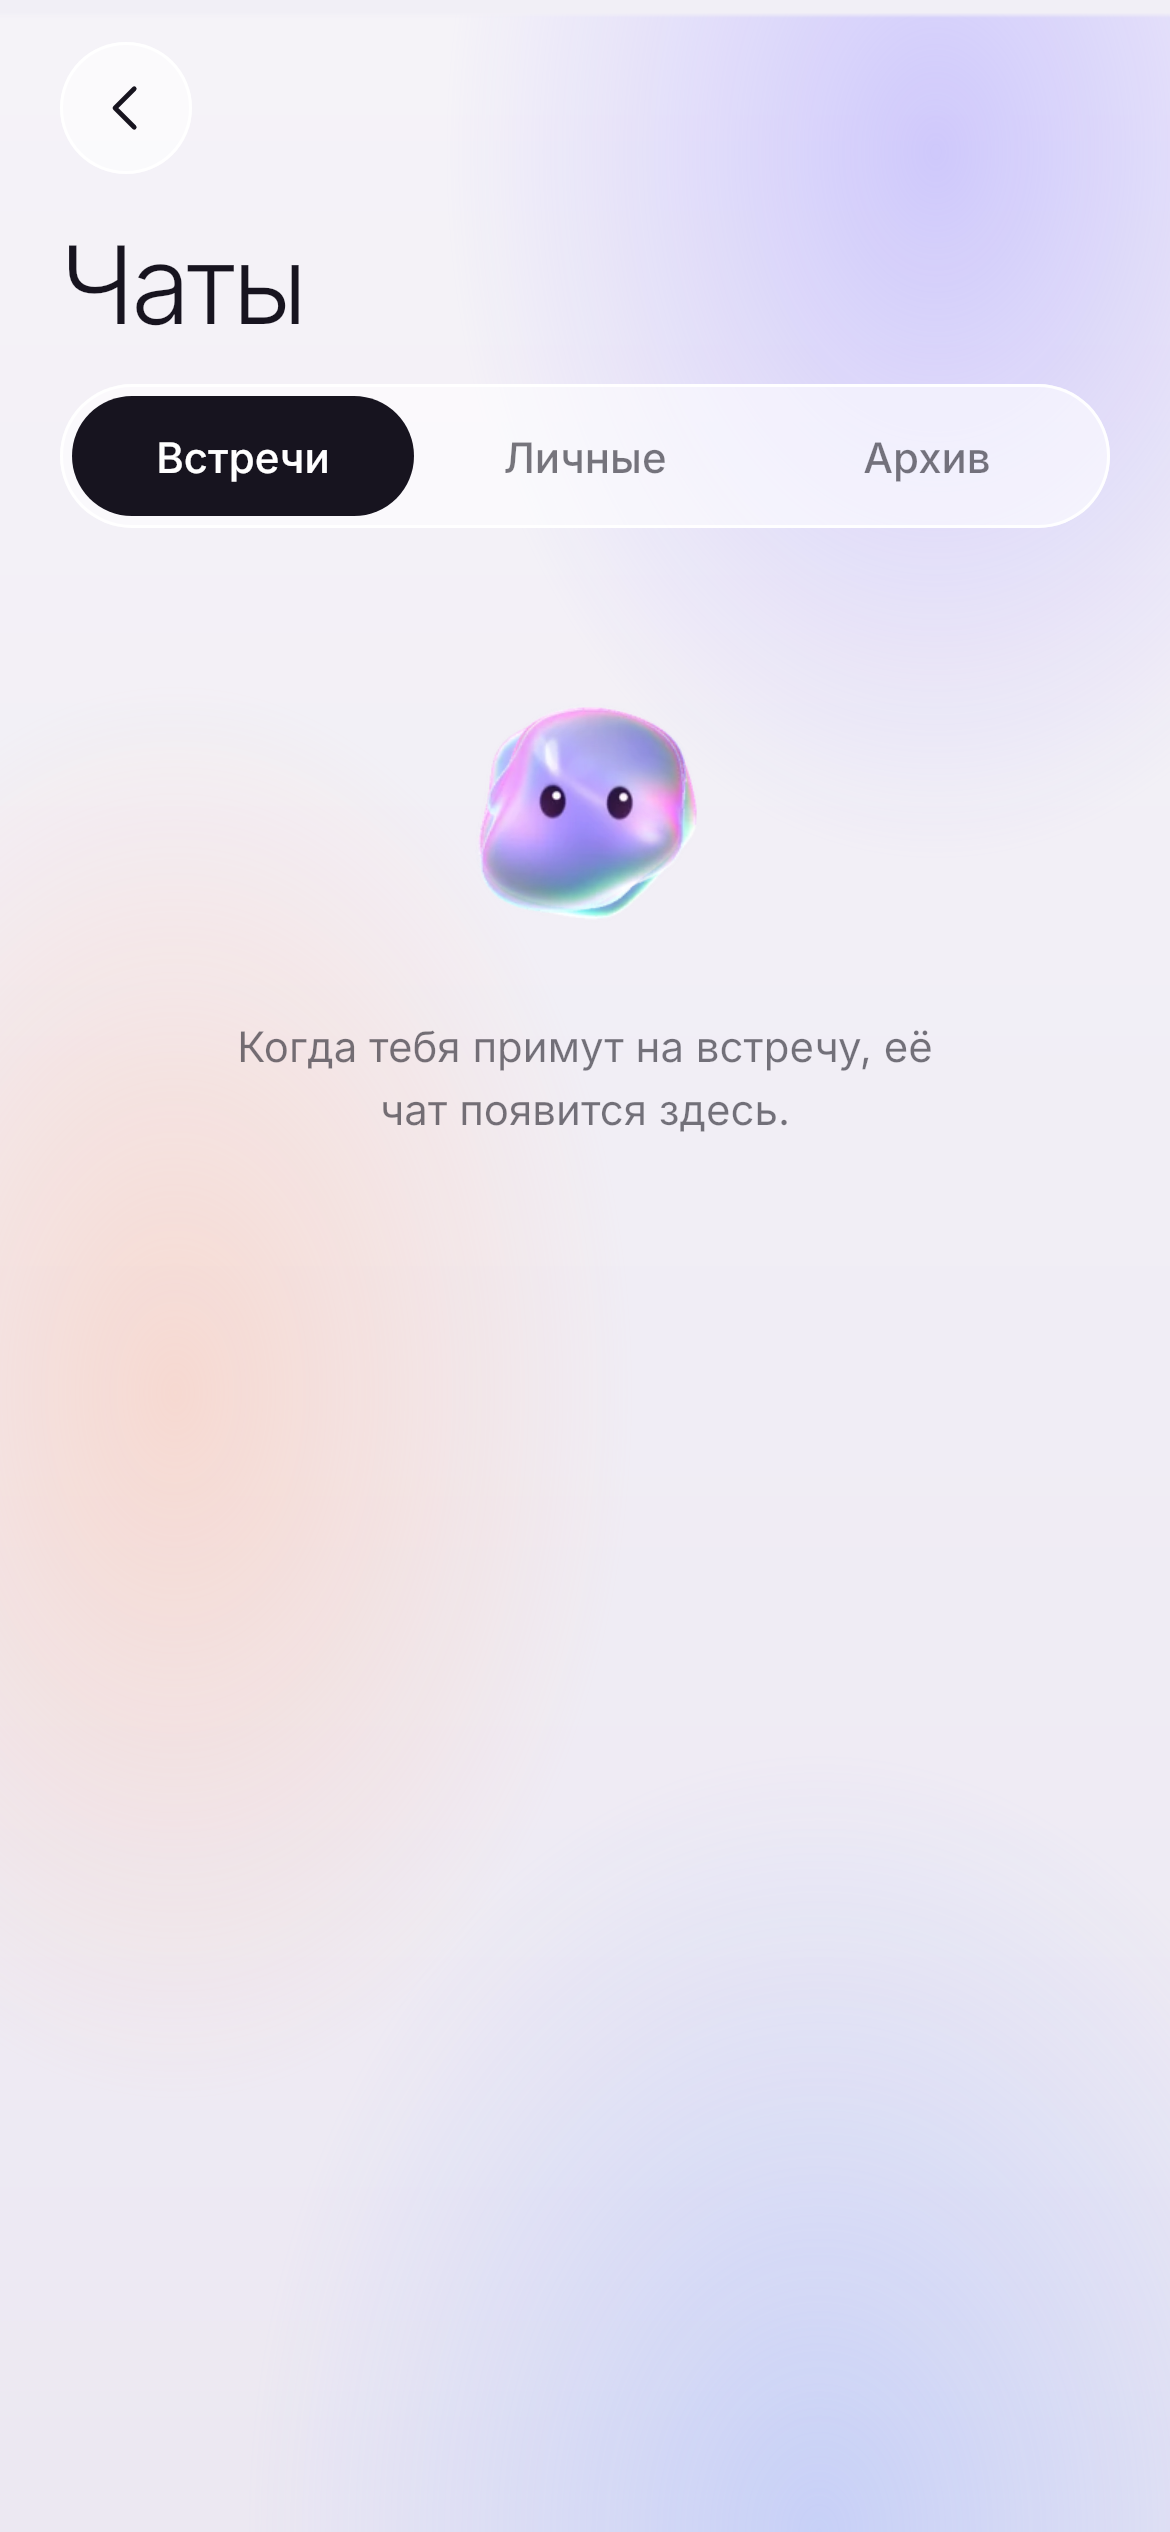 Чаты
Встречи
Личные
Архив
Когда тебя примут на встречу, её
чат появится здесь.